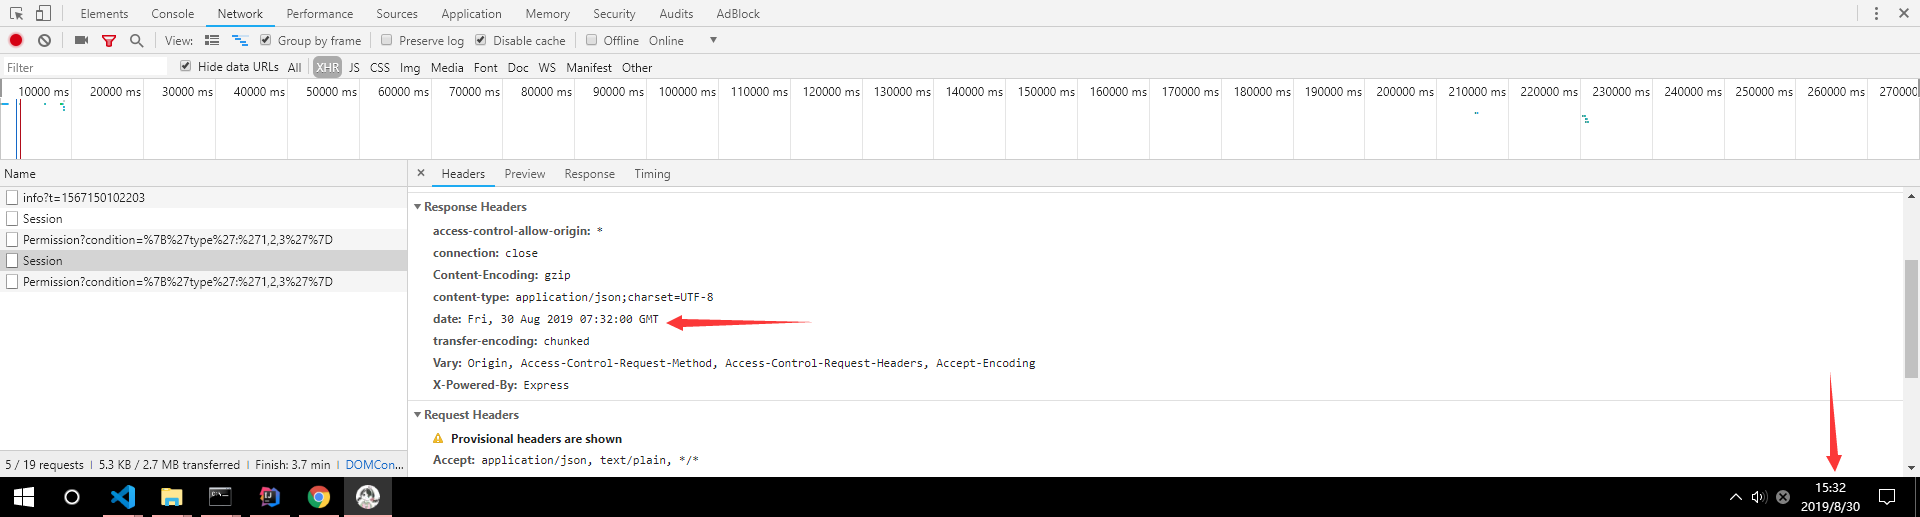 Elements Console Network Performance Sources Application Memory Security Audits AdBlock
View: Group by frame Preserve log Disable cache Offline Online
Filter Hide data URLs All XHR JS CSS Img Media Font Doc WS Manifest Other
10000 ms 20000 ms 30000 ms 40000 ms 50000 ms 60000 ms 70000 ms 80000 ms 90000 ms 100000 ms 110000 ms 120000 ms 130000 ms 140000 ms 150000 ms 160000 ms 170000 ms 180000 ms 190000 ms 200000 ms 210000 ms 220000 ms 230000 ms 240000 ms 250000 ms 260000 ms 270000
Name
info?t=1567150102203
Session
Permission?condition=%7B%27type%27:%271,2,3%27%7D
Session
Permission?condition=%7B%27type%27:%271,2,3%27%7D
5 / 19 requests | 5.3 KB / 2.7 MB transferred | Finish: 3.7 min | DOMCon...
× Headers Preview Response Timing
Response Headers
access-control-allow-origin: *
connection: close
Content-Encoding: gzip
content-type: application/json;charset=UTF-8
date: Fri, 30 Aug 2019 07:32:00 GMT
transfer-encoding: chunked
Vary: Origin, Access-Control-Request-Method, Access-Control-Request-Headers, Accept-Encoding
X-Powered-By: Express
Request Headers
Provisional headers are shown
Accept: application/json, text/plain, */*
15:32
2019/8/30